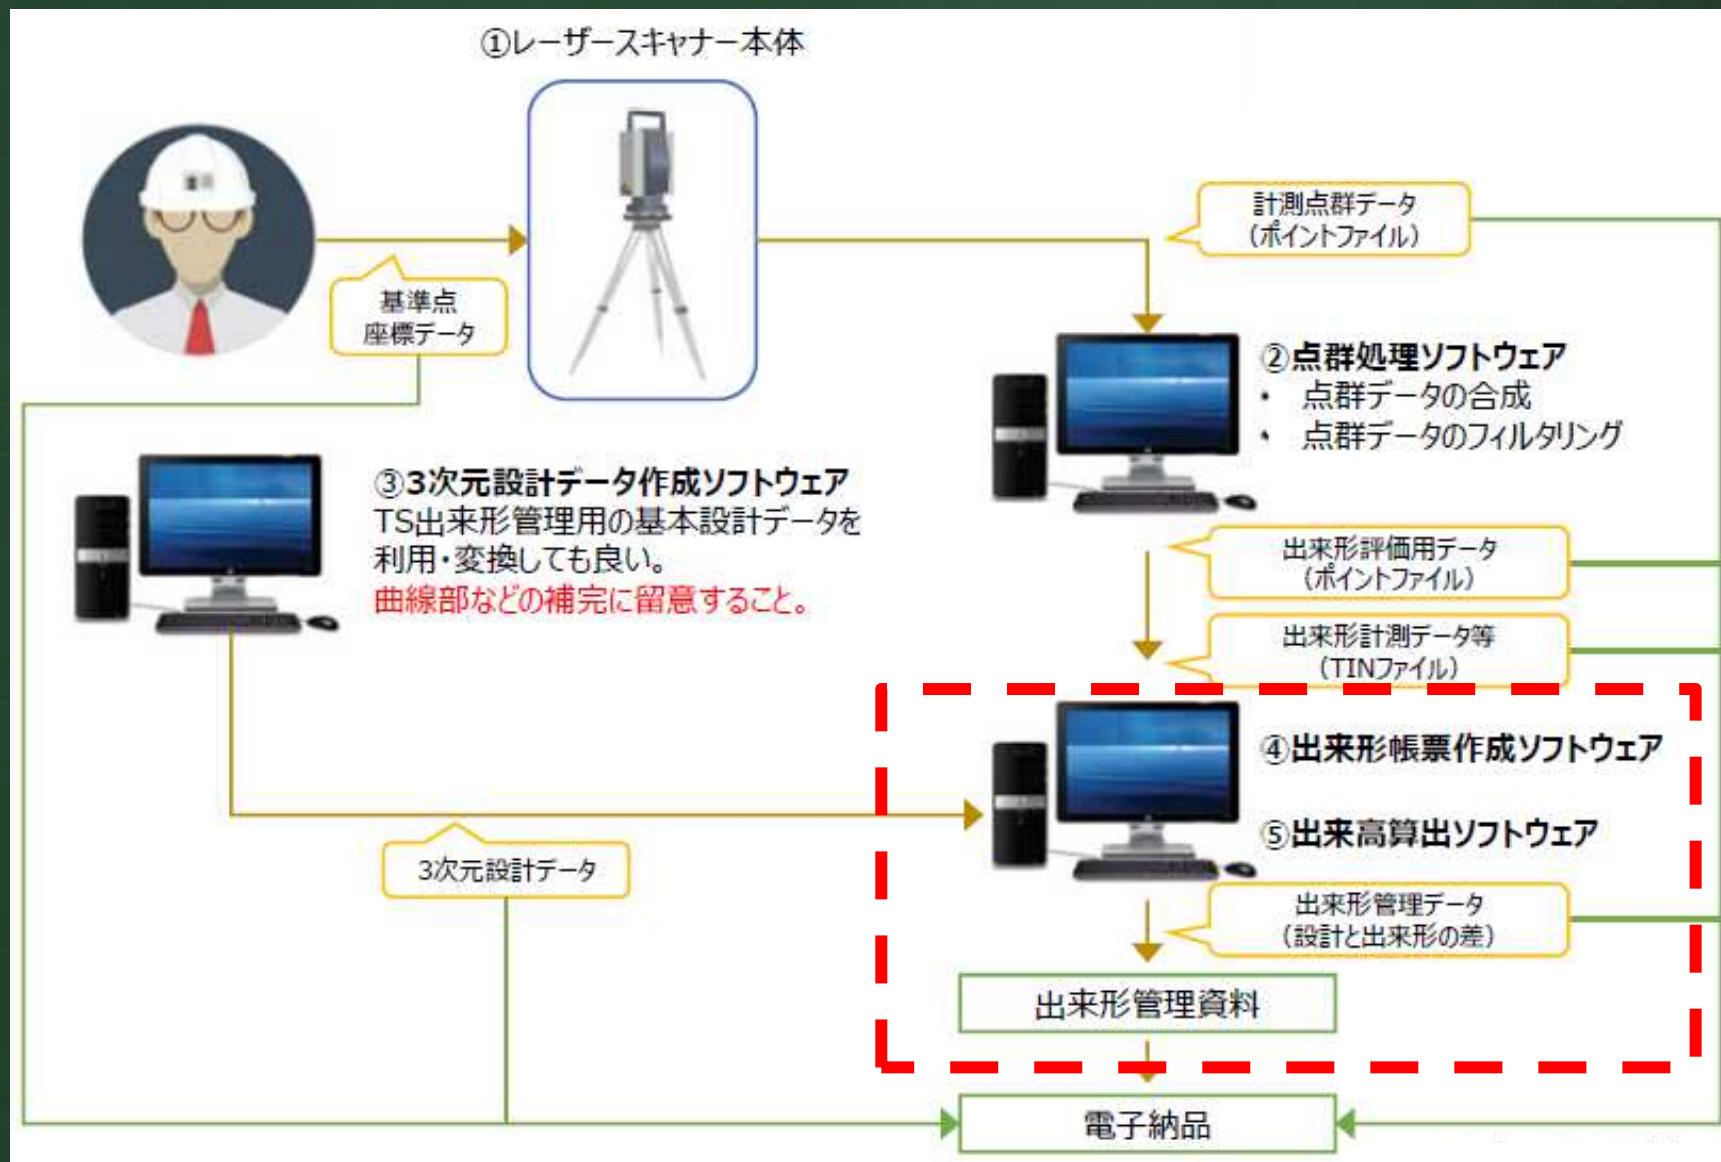 ①レーザースキャナー本体
計測点群データ
（ポイントファイル）
基準点
座標データ
②点群処理ソフトウェア
・ 点群データの合成
・ 点群データのフィルタリング
③3次元設計データ作成ソフトウェア
TS出来形管理用の基本設計データを
利用・変換しても良い。
曲線部などの補完に留意すること。
出来形評価用データ
（ポイントファイル）
出来形計測データ等
（TINファイル）
④出来形帳票作成ソフトウェア
⑤出来高算出ソフトウェア
3次元設計データ
出来形管理データ
（設計と出来形の差）
出来形管理資料
電子納品